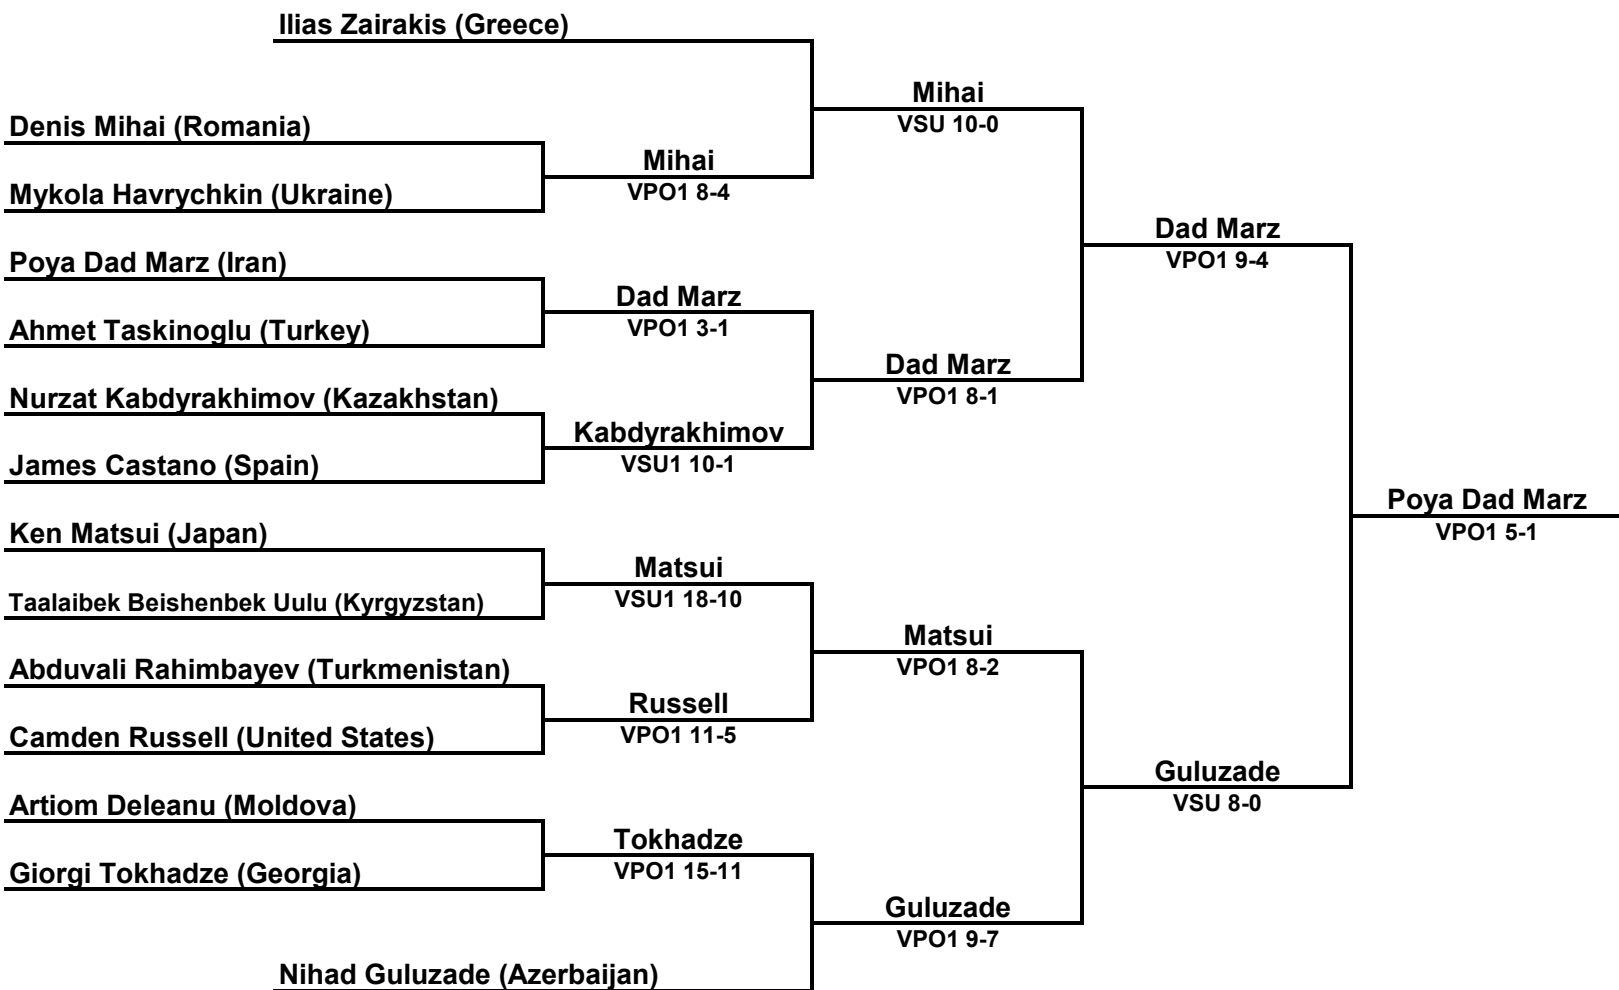 Ilias Zairakis (Greece)
Mihai
VSU 10-0
Denis Mihai (Romania)
Mihai
VPO1 8-4
Mykola Havrychkin (Ukraine)
Dad Marz
VPO1 9-4
Poya Dad Marz (Iran)
Dad Marz
VPO1 3-1
Ahmet Taskinoglu (Turkey)
Dad Marz
VPO1 8-1
Nurzat Kabdyrakhimov (Kazakhstan)
Kabdyrakhimov
VSU1 10-1
James Castano (Spain)
Poya Dad Marz
VPO1 5-1
Ken Matsui (Japan)
Matsui
VSU1 18-10
Taalaibek Beishenbek Uulu (Kyrgyzstan)
Matsui
VPO1 8-2
Abduvali Rahimbayev (Turkmenistan)
Russell
VPO1 11-5
Camden Russell (United States)
Guluzade
VSU 8-0
Artiom Deleanu (Moldova)
Tokhadze
VPO1 15-11
Giorgi Tokhadze (Georgia)
Guluzade
VPO1 9-7
Nihad Guluzade (Azerbaijan)